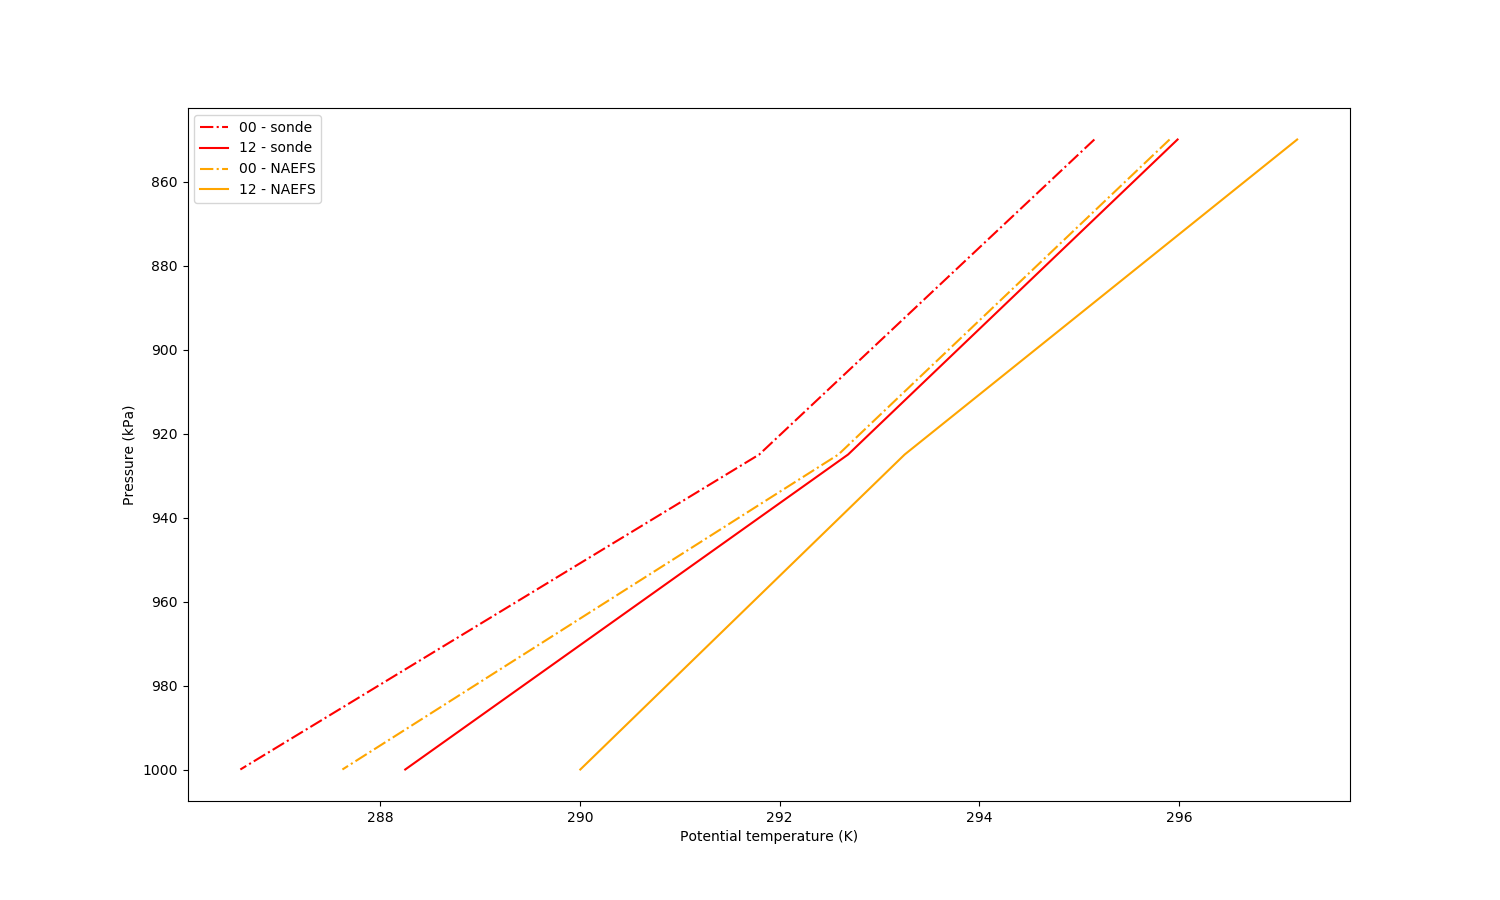 00 - sonde
12 - sonde
00 - NAEFS
12 - NAEFS
860
880
900
920
940
960
980
1000
Pressure (kPa)
288
290
292
294
296
Potential temperature (K)